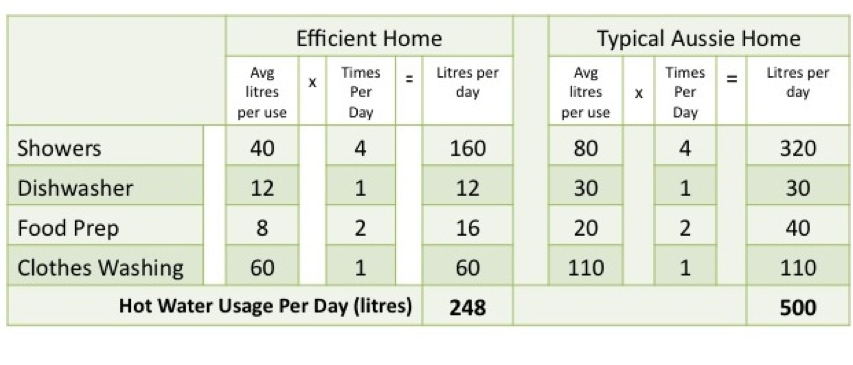 Efficient Home Typical Aussie Home
Avg litres per use x Times Per Day = Litres per day Avg litres per use x Times Per Day = Litres per day
Showers 40 4 160 80 4 320
Dishwasher 12 1 12 30 1 30
Food Prep 8 2 16 20 2 40
Clothes Washing 60 1 60 110 1 110
Hot Water Usage Per Day (litres) 248 500